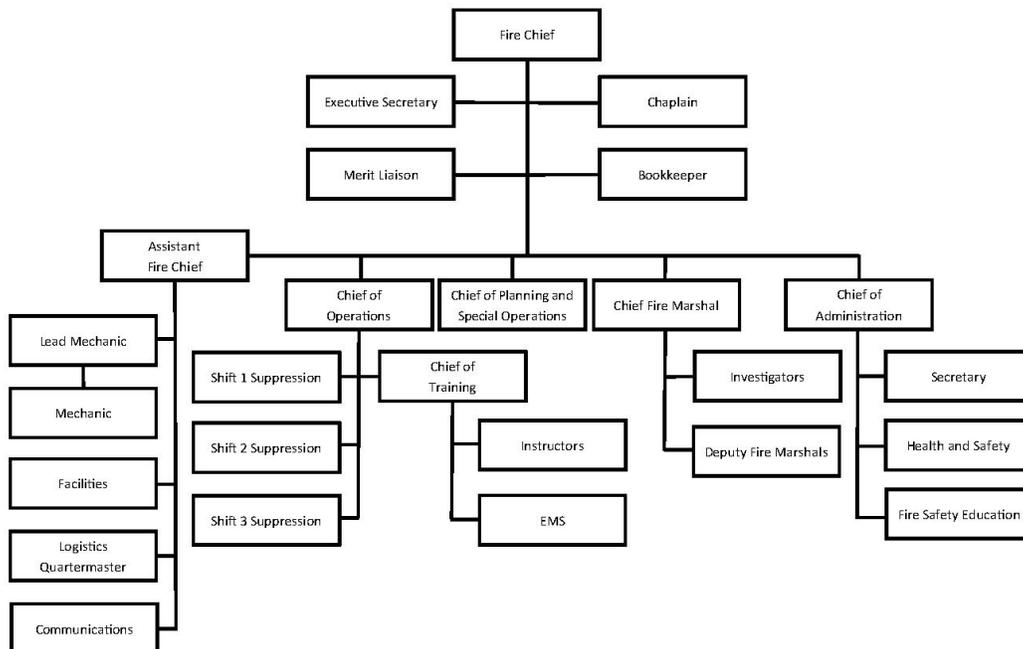 Fire Chief
Executive Secretary
Chaplain
Merit Liaison
Bookkeeper
Assistant
Fire Chief
Chief of
Operations
Chief of Planning and
Special Operations
Chief Fire Marshal
Chief of
Administration
Lead Mechanic
Mechanic
Facilities
Logistics
Quartermaster
Communications
Shift 1 Suppression
Shift 2 Suppression
Shift 3 Suppression
Chief of
Training
Instructors
EMS
Investigators
Deputy Fire Marshals
Secretary
Health and Safety
Fire Safety Education